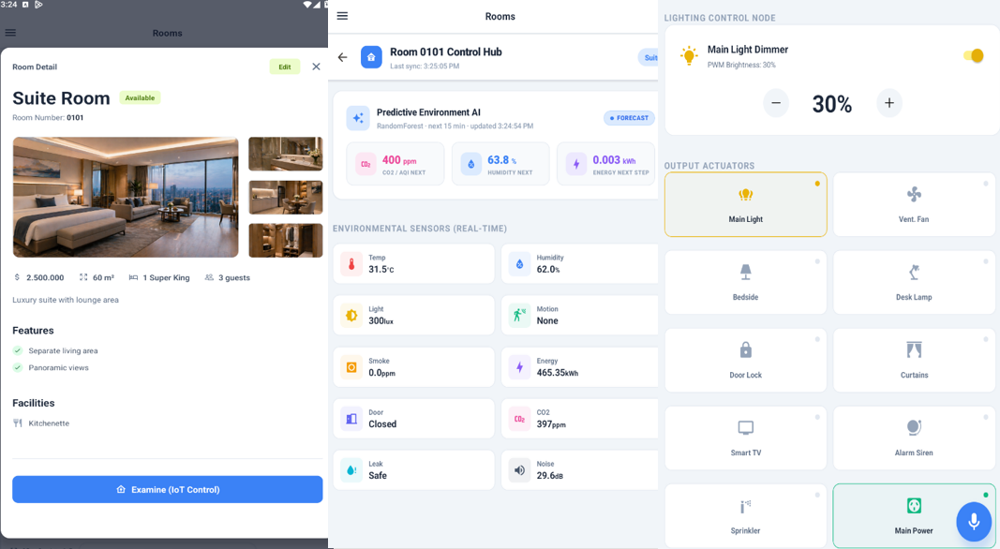 3:24
Rooms
Room Detail
Edit
Suite Room
Available
Room Number: 0101
$ 2.500.000
60 m²
1 Super King
3 guests
Luxury suite with lounge area
Features
Separate living area
Panoramic views
Facilities
Kitchenette
Examine (IoT Control)
Rooms
Room 0101 Control Hub
Last sync: 3:25:05 PM
Predictive Environment AI
RandomForest · next 15 min · updated 3:24:54 PM
FORECAST
CO₂
400 ppm
CO2 / AQI NEXT
63.8 %
HUMIDITY NEXT
0.003 kWh
ENERGY NEXT STEP
ENVIRONMENTAL SENSORS (REAL-TIME)
Temp
31.5°C
Humidity
62.0%
Light
300lux
Motion
None
Smoke
0.0ppm
Energy
465.35kWh
Door
Closed
CO₂
CO2
397ppm
Leak
Safe
Noise
29.6dB
LIGHTING CONTROL NODE
Main Light Dimmer
PWM Brightness: 30%
30%
OUTPUT ACTUATORS
Main Light
Vent. Fan
Bedside
Desk Lamp
Door Lock
Curtains
Smart TV
Alarm Siren
Sprinkler
Main Power